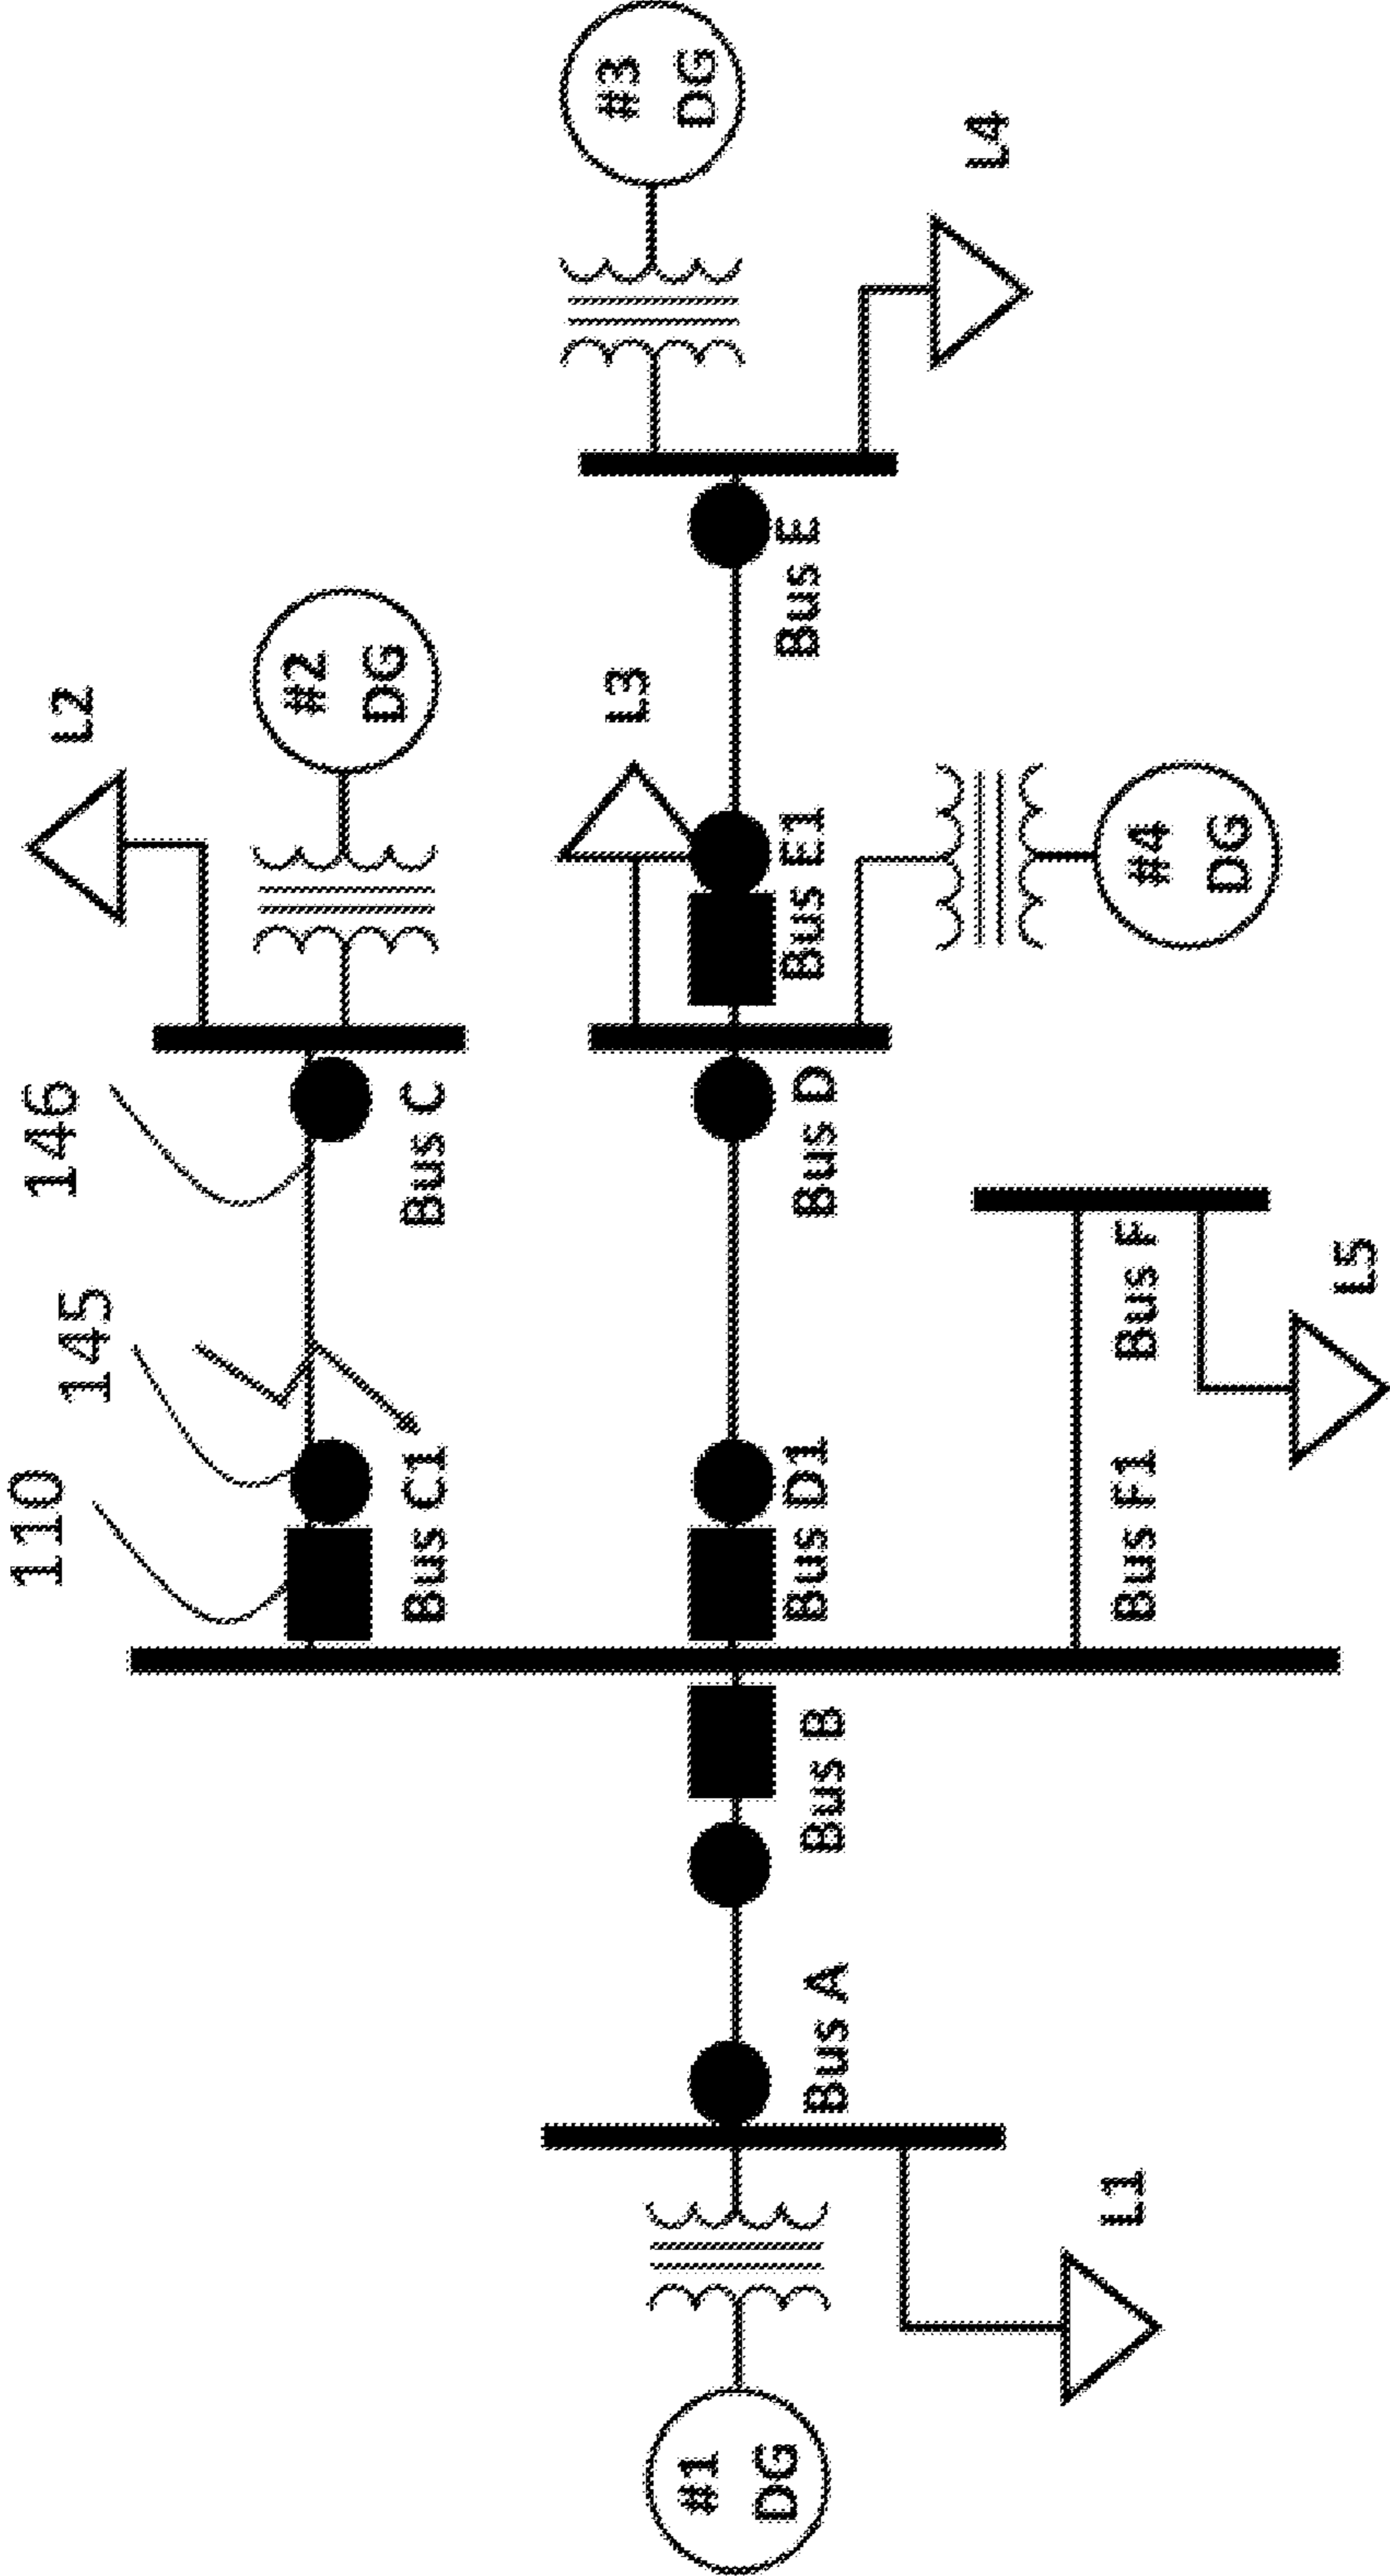 110
145
146
L2
#2
DG
Bus C1
Bus C
L3
#3
DG
#1
DG
Bus A
Bus B
Bus D1
Bus D
Bus E1
Bus E
L4
L1
Bus F1
Bus F
#4
DG
L5